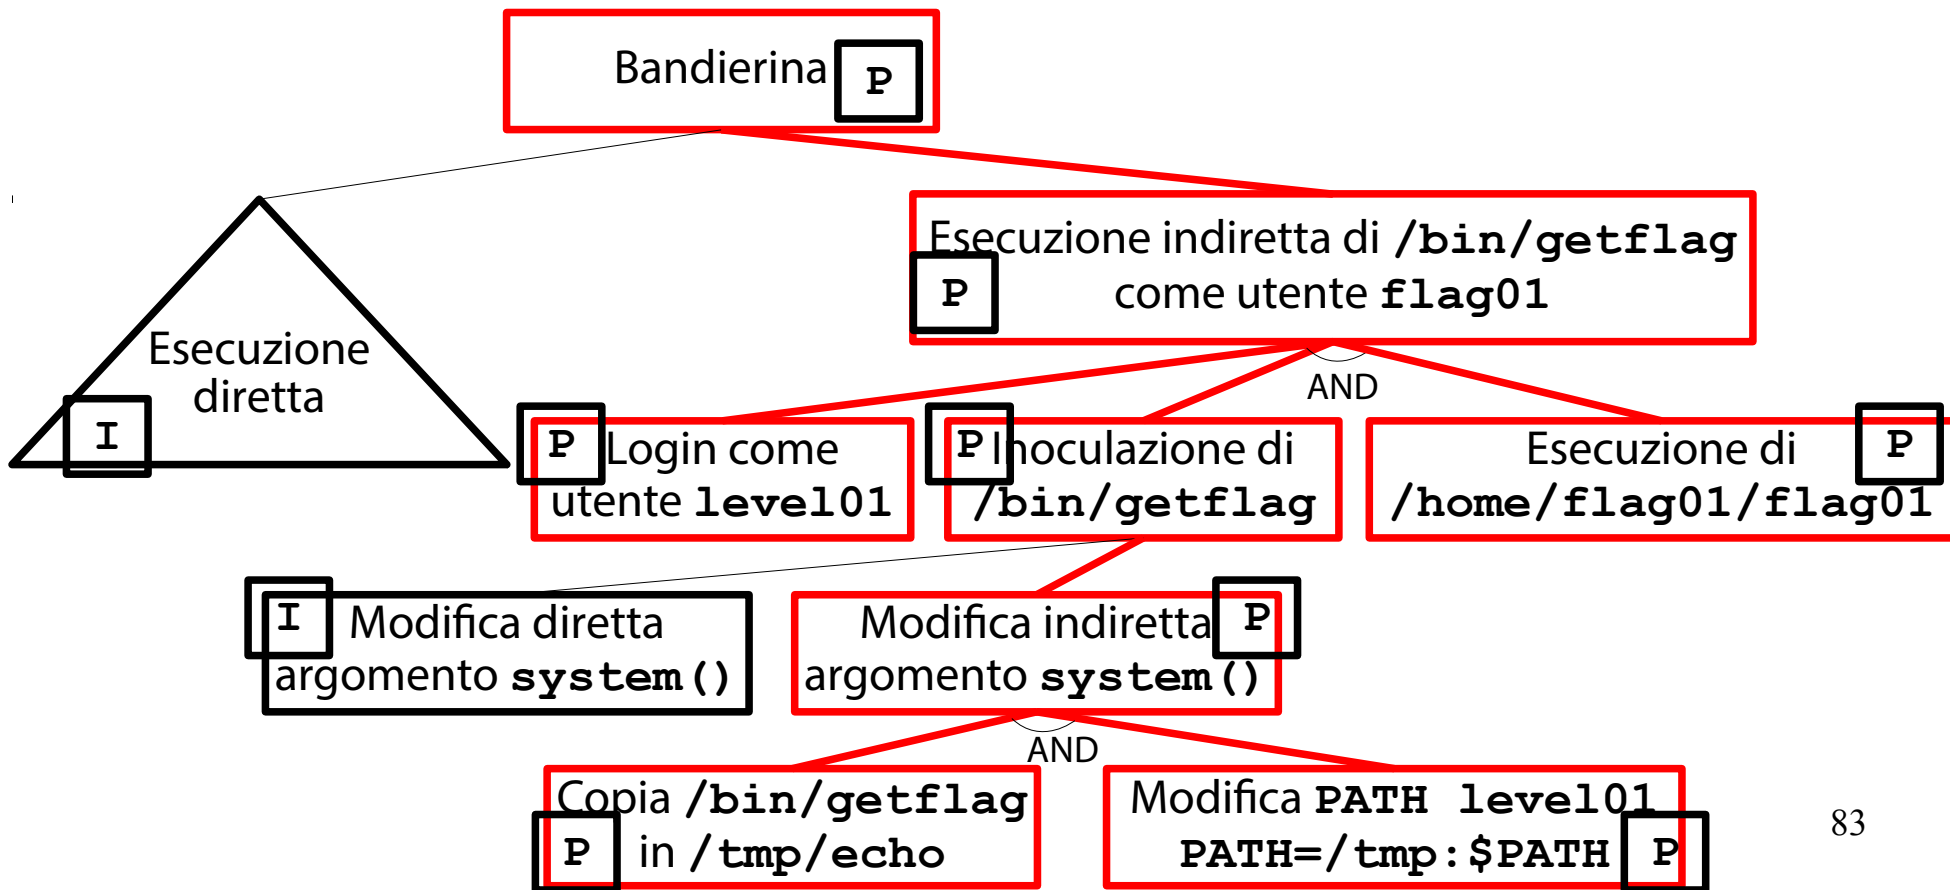 Bandierina P
Esecuzione indiretta di /bin/getflag
P come utente flag01
Esecuzione
diretta
I
AND
P Login come
utente level01
P Inoculazione di
/bin/getflag
Esecuzione di P
/home/flag01/flag01
I Modifica diretta
argomento system()
Modifica indiretta P
argomento system()
AND
Copia /bin/getflag
P in /tmp/echo
Modifica PATH level01
PATH=/tmp:$PATH P
83